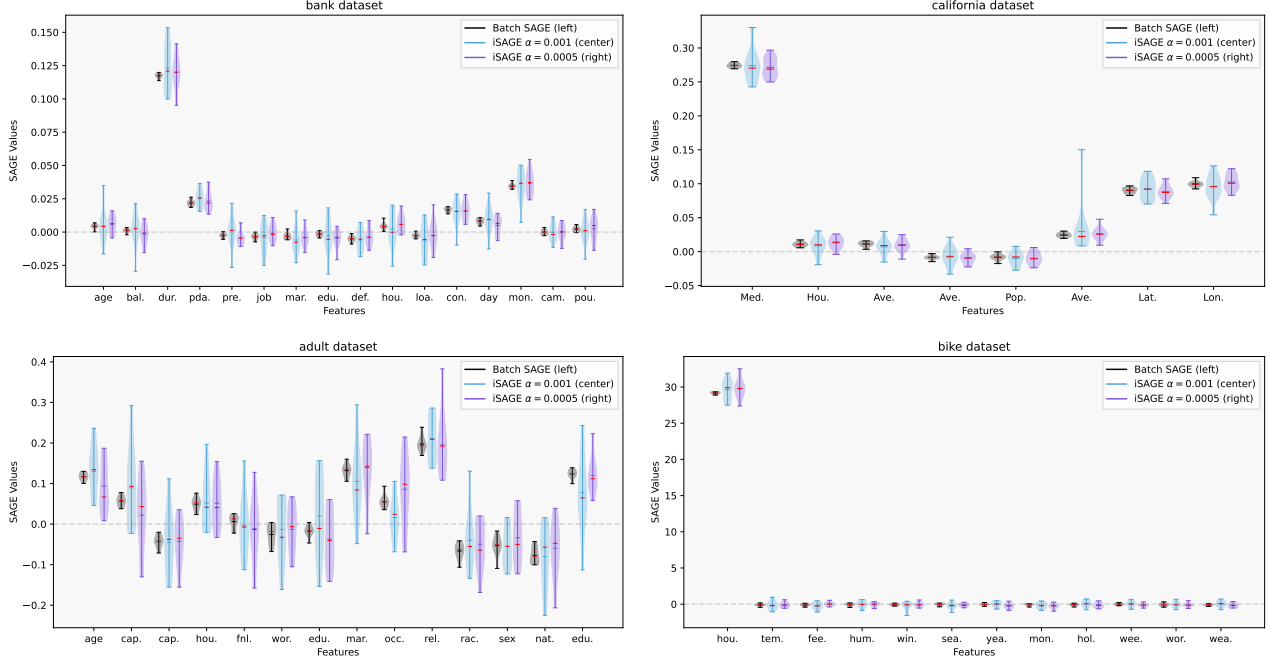 bank dataset
SAGE Values
0.150
0.125
0.100
0.075
0.050
0.025
0.000
−0.025
Batch SAGE (left)
iSAGE α = 0.001 (center)
iSAGE α = 0.0005 (right)
age bal. dur. pda. pre. job mar. edu. def. hou. loa. con. day mon. cam. pou.
Features
california dataset
SAGE Values
0.30
0.25
0.20
0.15
0.10
0.05
0.00
−0.05
Batch SAGE (left)
iSAGE α = 0.001 (center)
iSAGE α = 0.0005 (right)
Med. Hou. Ave. Ave. Pop. Ave. Lat. Lon.
Features
adult dataset
SAGE Values
0.4
0.3
0.2
0.1
0.0
−0.1
−0.2
Batch SAGE (left)
iSAGE α = 0.001 (center)
iSAGE α = 0.0005 (right)
age cap. cap. hou. fnl. wor. edu. mar. occ. rel. rac. sex nat. edu.
Features
bike dataset
SAGE Values
30
25
20
15
10
5
0
Batch SAGE (left)
iSAGE α = 0.001 (center)
iSAGE α = 0.0005 (right)
hou. tem. fee. hum. win. sea. yea. mon. hol. wee. wor. wea.
Features